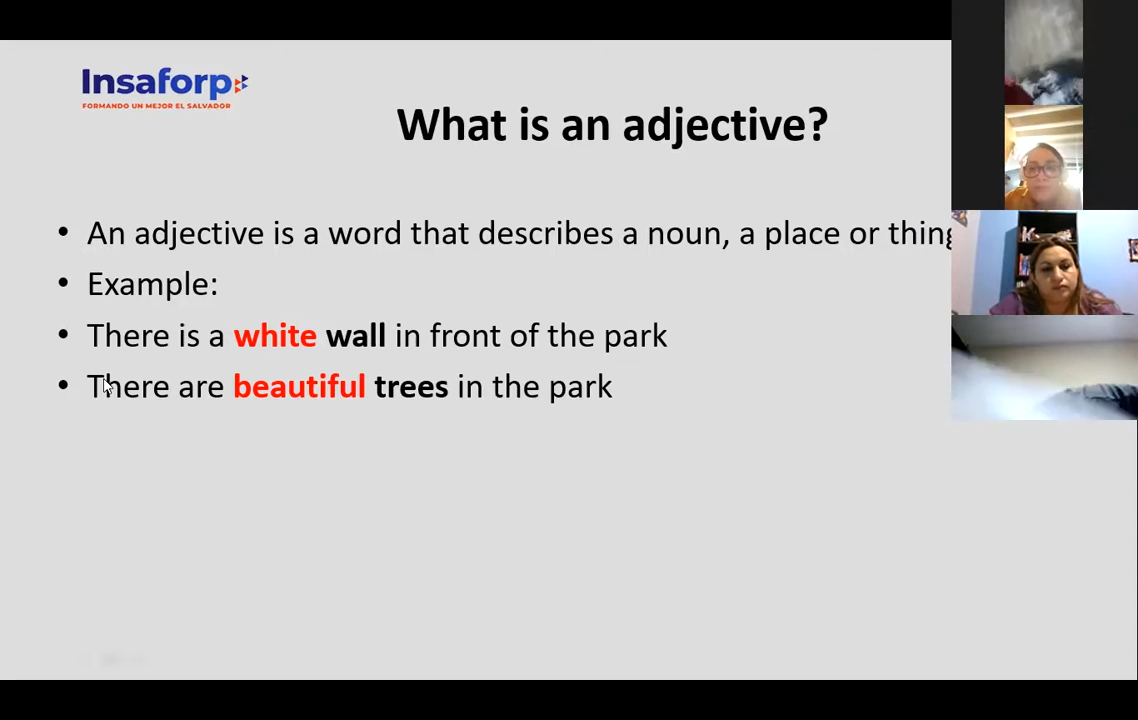 Insaforp
FORMANDO UN MEJOR EL SALVADOR
What is an adjective?
• An adjective is a word that describes a noun, a place or thing
• Example:
• There is a white wall in front of the park
• There are beautiful trees in the park